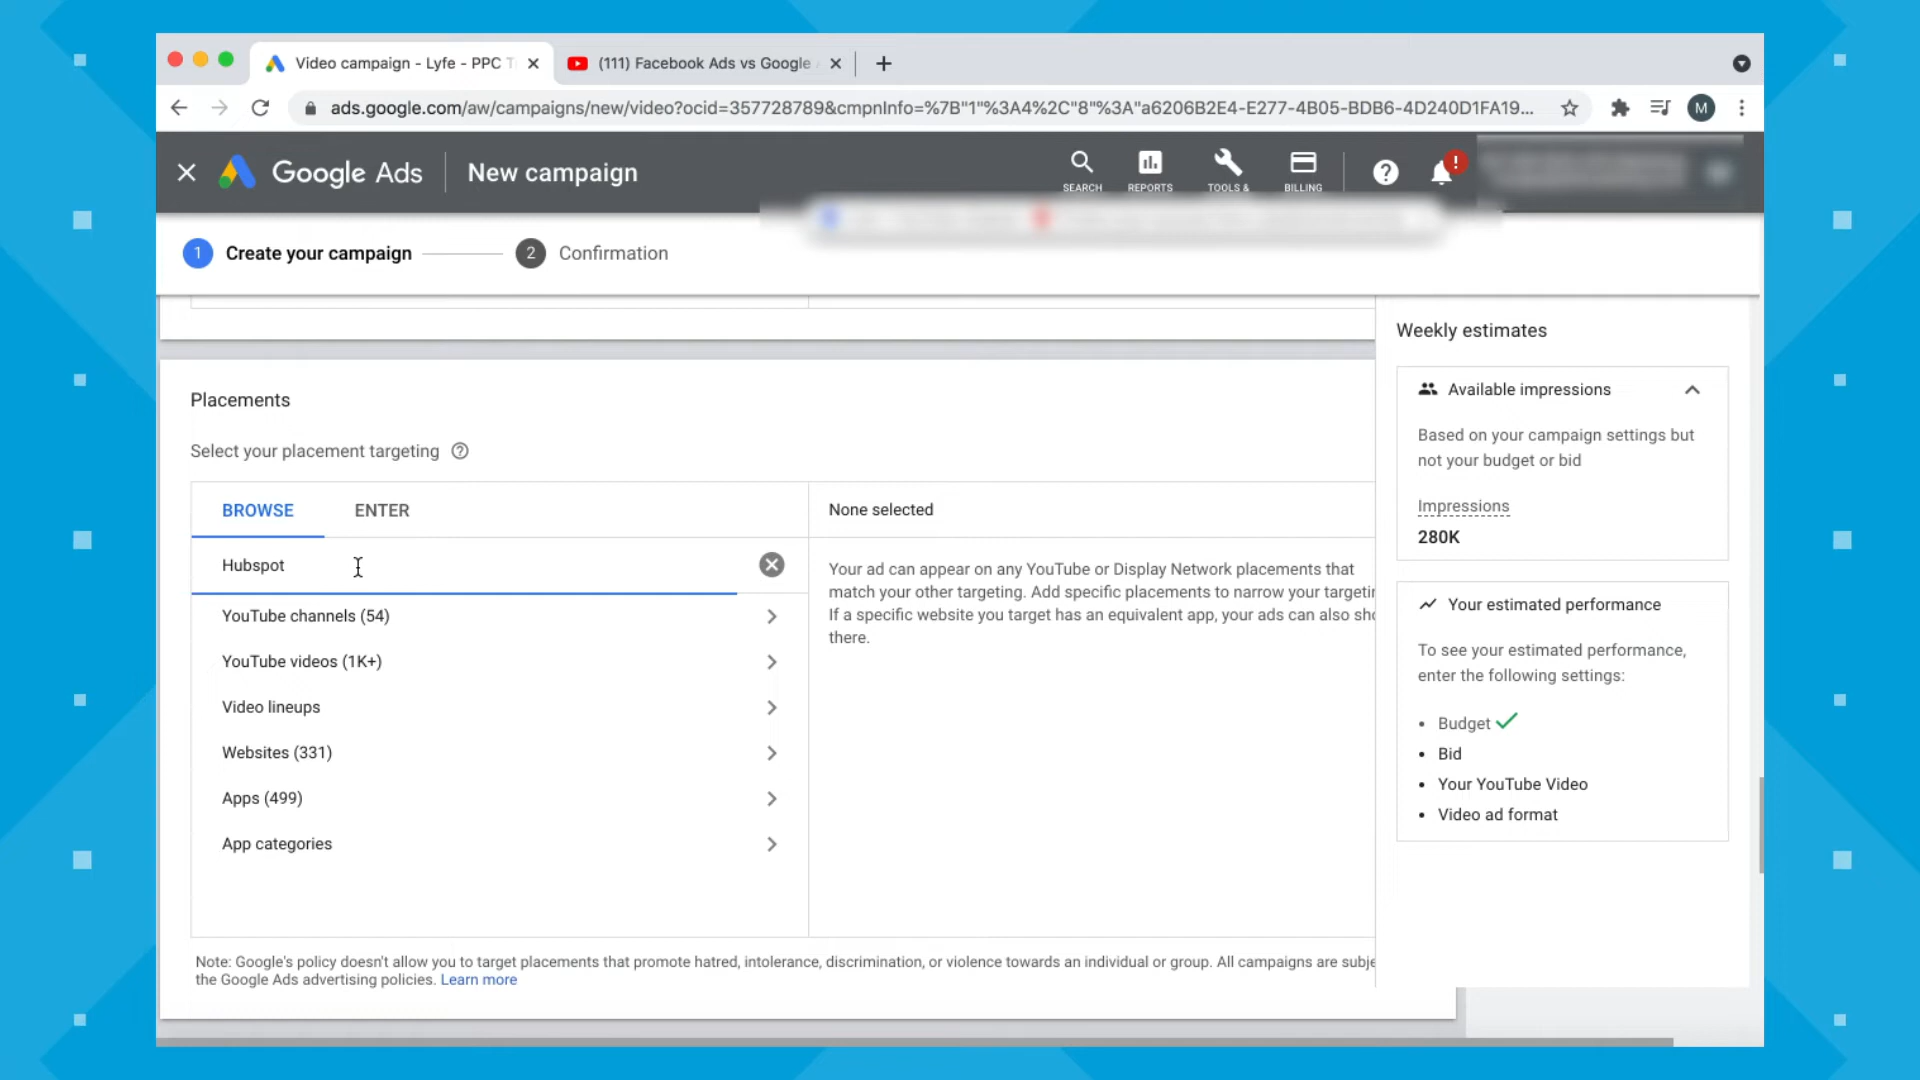 Video campaign - Lyfe - PPC T
(111) Facebook Ads vs Google
ads.google.com/aw/campaigns/new/video?ocid=357728789&cmpnInfo=%7B"1"%3A4%2C"8"%3A"a6206B2E4-E277-4B05-BDB6-4D240D1FA19...
M
Google Ads
New campaign
SEARCH
REPORTS
TOOLS &
BILLING
!
1 Create your campaign
2 Confirmation
Placements
Select your placement targeting
BROWSE
ENTER
Hubspot
YouTube channels (54)
YouTube videos (1K+)
Video lineups
Websites (331)
Apps (499)
App categories
None selected
Your ad can appear on any YouTube or Display Network placements that
match your other targeting. Add specific placements to narrow your targetin
If a specific website you target has an equivalent app, your ads can also sho
there.
Note: Google's policy doesn't allow you to target placements that promote hatred, intolerance, discrimination, or violence towards an individual or group. All campaigns are subje
the Google Ads advertising policies. Learn more
Weekly estimates
Available impressions
Based on your campaign settings but
not your budget or bid
Impressions
280K
Your estimated performance
To see your estimated performance,
enter the following settings:
• Budget
• Bid
• Your YouTube Video
• Video ad format